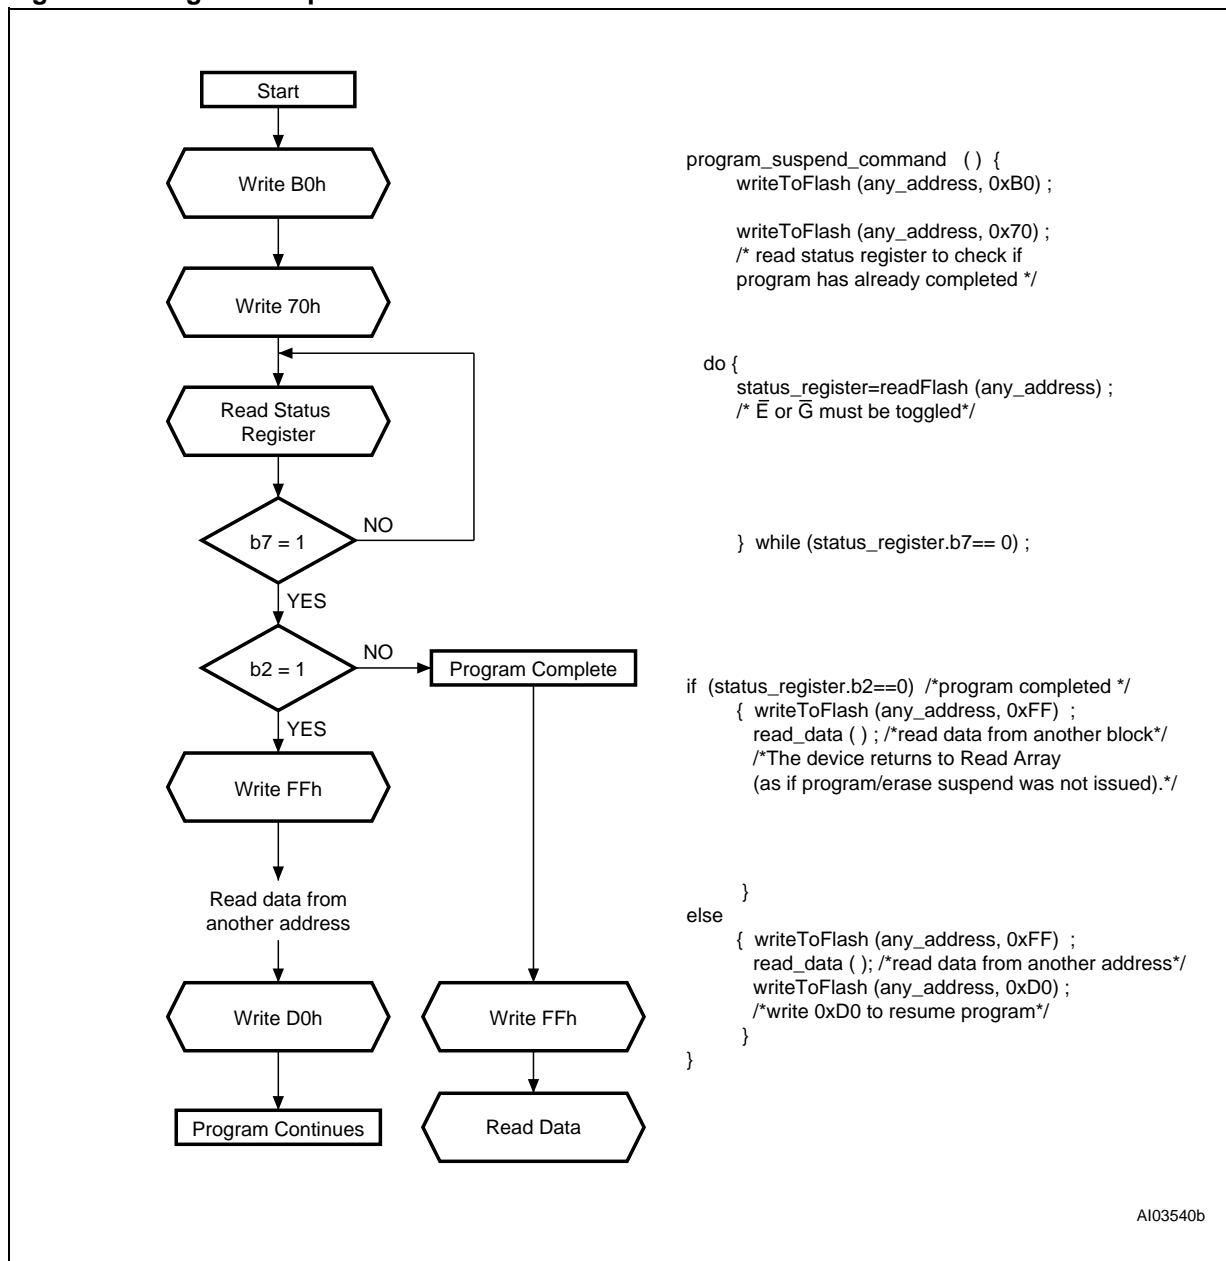 Start
Write B0h
Write 70h
Read Status
Register
NO
b7 = 1
YES
NO
b2 = 1
Program Complete
YES
Write FFh
Read data from
another address
Write D0h
Write FFh
Program Continues
Read Data
program_suspend_command ( ) {
writeToFlash (any_address, 0xB0) ;
writeToFlash (any_address, 0x70) ;
/* read status register to check if
program has already completed */
do {
status_register=readFlash (any_address) ;
/* E̅ or G̅ must be toggled*/
} while (status_register.b7== 0) ;
if (status_register.b2==0) /*program completed */
{ writeToFlash (any_address, 0xFF) ;
read_data ( ) ; /*read data from another block*/
/*The device returns to Read Array
(as if program/erase suspend was not issued).*/
}
else
{ writeToFlash (any_address, 0xFF) ;
read_data ( ); /*read data from another address*/
writeToFlash (any_address, 0xD0) ;
/*write 0xD0 to resume program*/
}
}
AI03540b